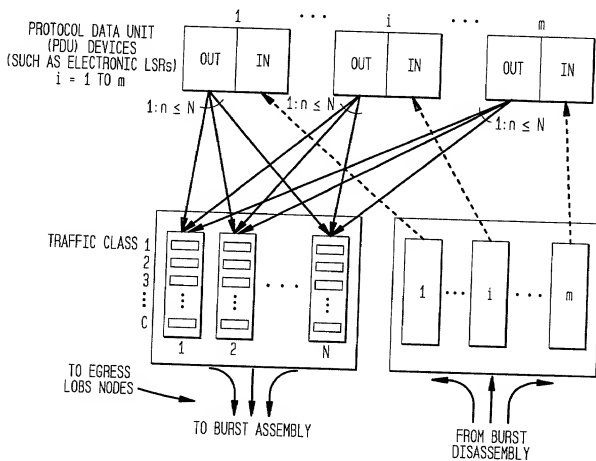 PROTOCOL DATA UNIT
(PDU) DEVICES
(SUCH AS ELECTRONIC LSRs)
i = 1 TO m
1 ··· i ··· m
OUT IN OUT IN OUT IN
1:n ≤ N 1:n ≤ N 1:n ≤ N
TRAFFIC CLASS 1
2
3
⋮
C
1 2 ···· N
1 ··· i ··· m
TO EGRESS
LOBS NODES
TO BURST ASSEMBLY
FROM BURST
DISASSEMBLY